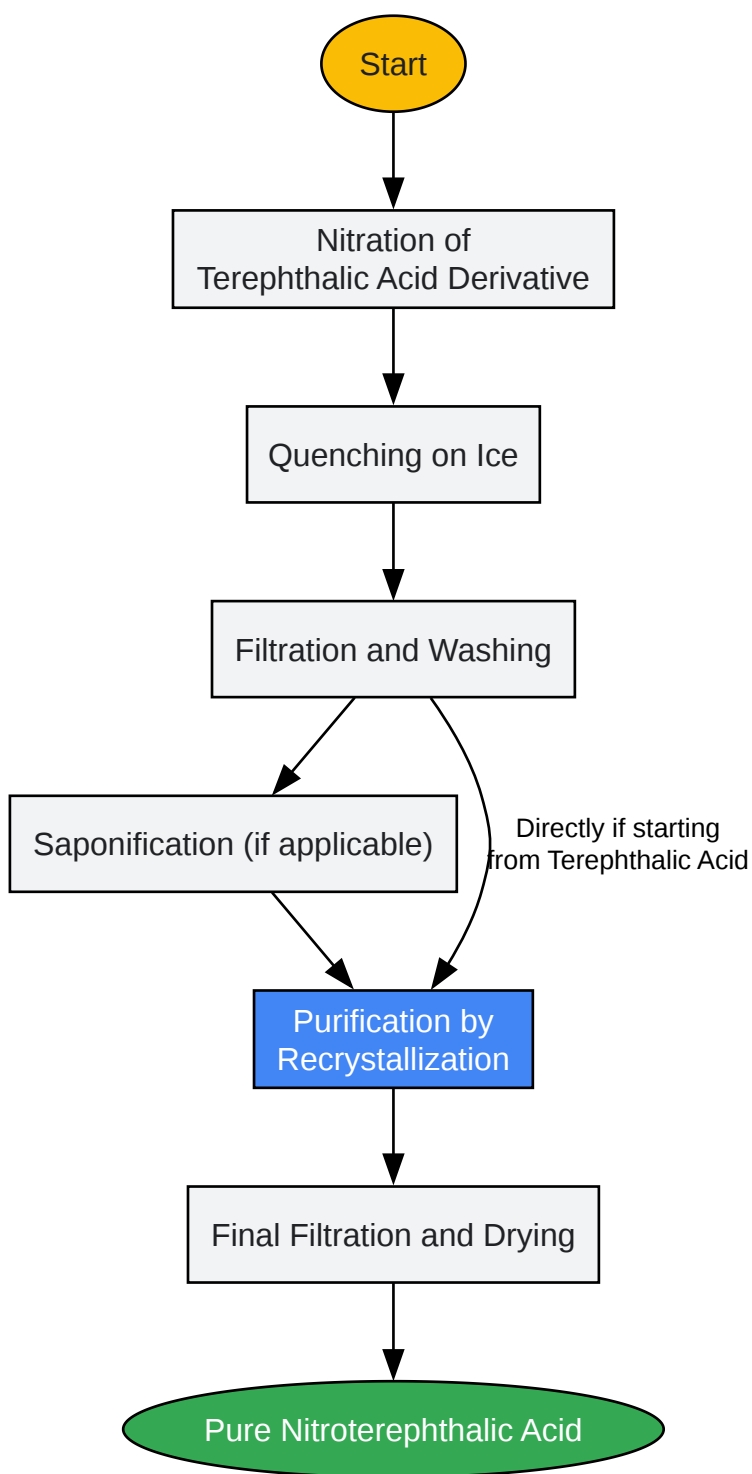 Start
Nitration of
Terephthalic Acid Derivative
Quenching on Ice
Filtration and Washing
Saponification (if applicable)
Directly if starting
from Terephthalic Acid
Purification by
Recrystallization
Final Filtration and Drying
Pure Nitroterephthalic Acid